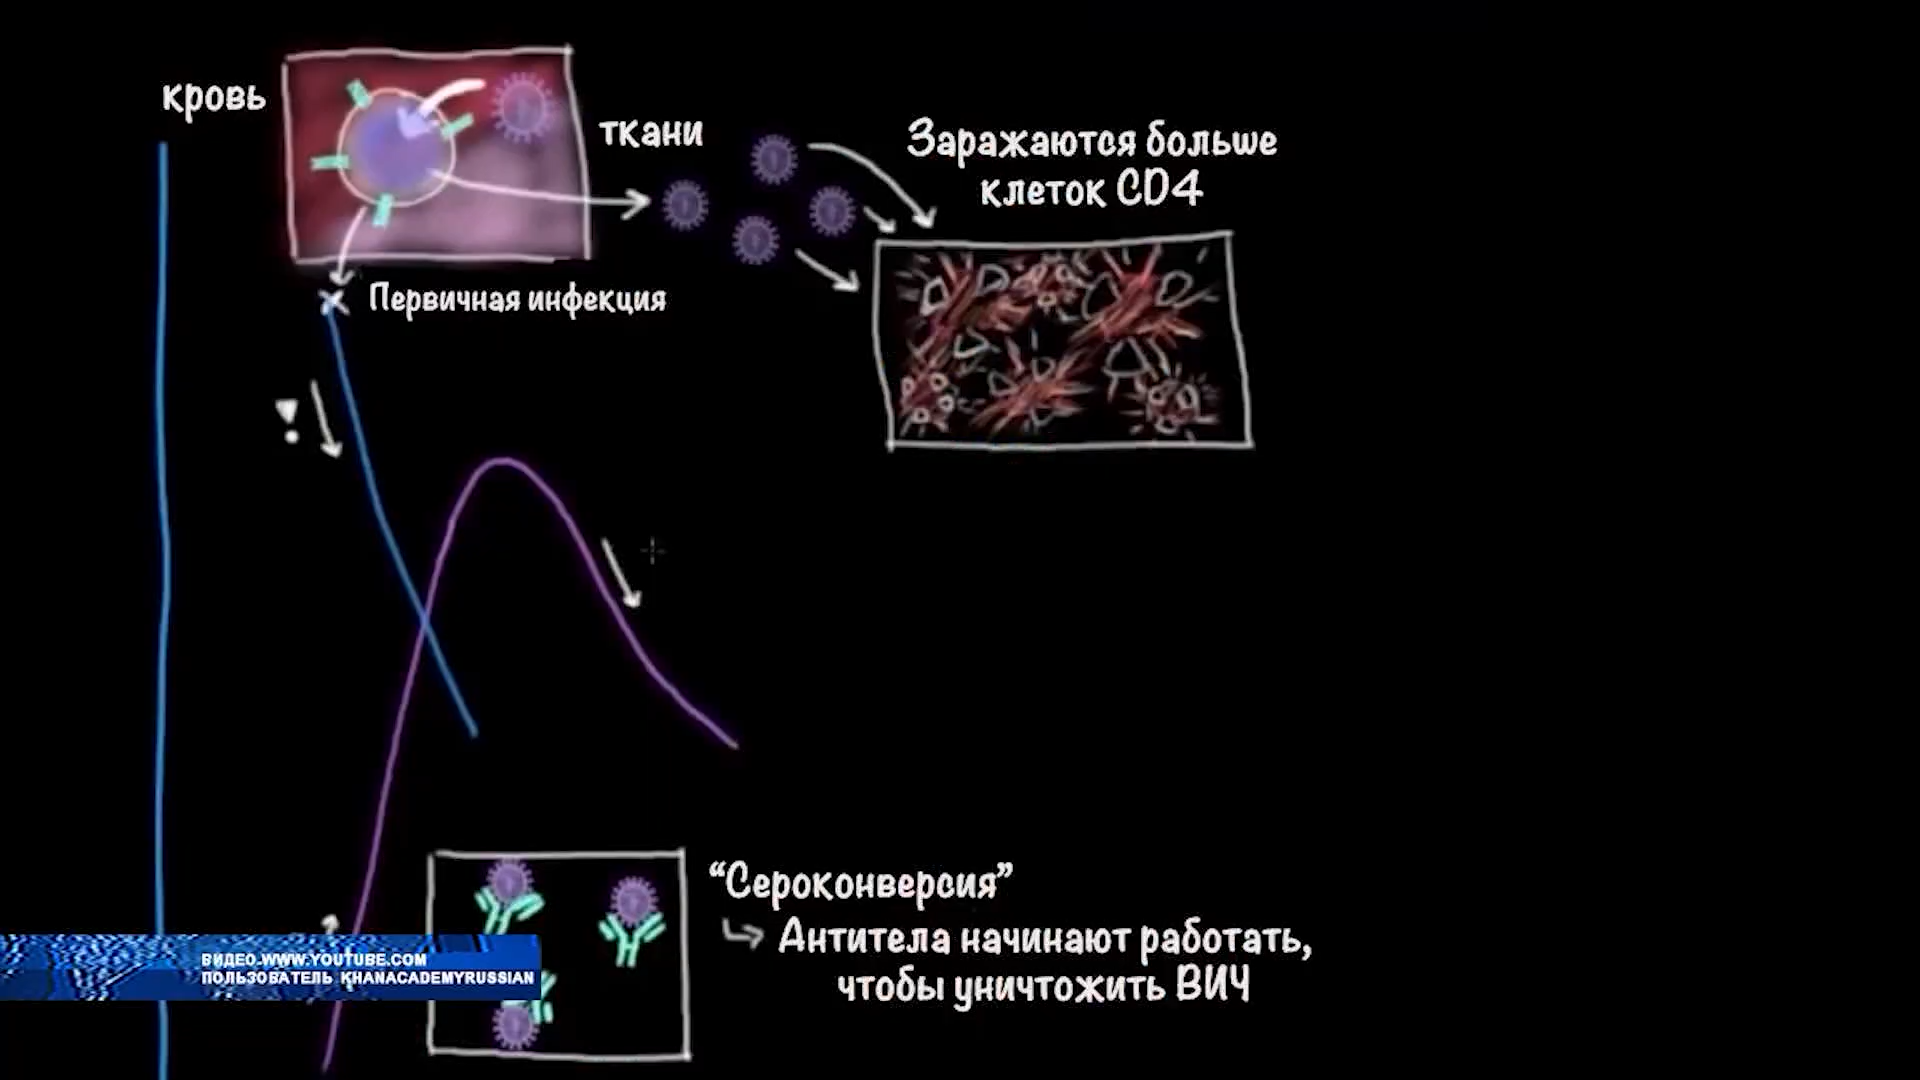 кровь
ткани
Заражаются больше
клеток CD4
Первичная инфекция
“Сероконверсия”
Антитела начинают работать,
чтобы уничтожить ВИЧ
ВИДЕО-WWW.YOUTUBE.COM
ПОЛЬЗОВАТЕЛЬ KHANACADEMYRUSSIAN